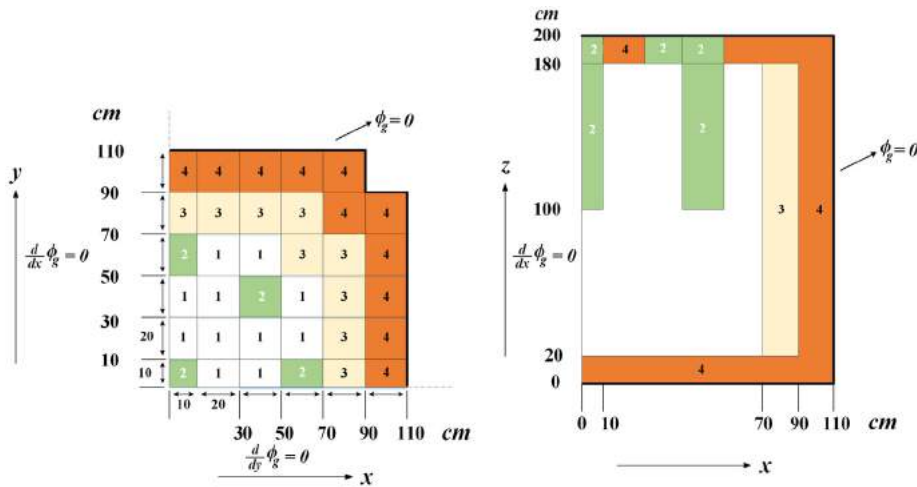 cm
y
110
90
70
50
30
10
d/dx ϕg = 0
ϕg = 0
20
10
4 4 4 4 4
3 3 3 3 4 4
2 1 1 3 3 4
1 1 2 1 3 4
1 1 1 1 3 4
2 1 1 2 3 4
10 20
30 50 70 90 110 cm
d/dy ϕg = 0
x
cm
200
180
z
100
d/dx ϕg = 0
20
0
2 4 2 2
2 2
3 4
4
ϕg = 0
0 10 70 90 110 cm
x